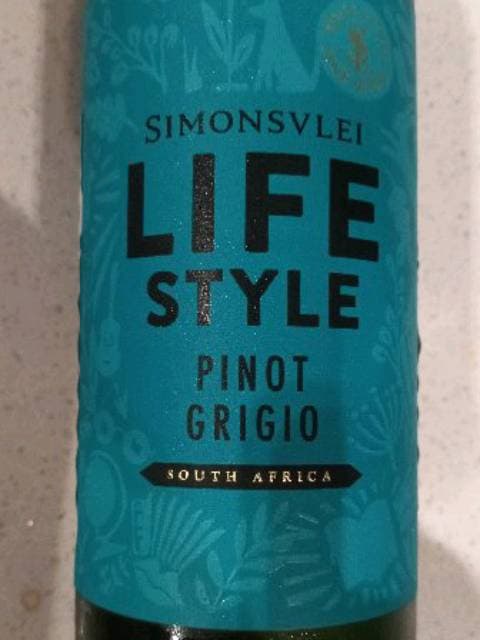 SIMONSVLEI
LIFE
STYLE
PINOT
GRIGIO
SOUTH AFRICA